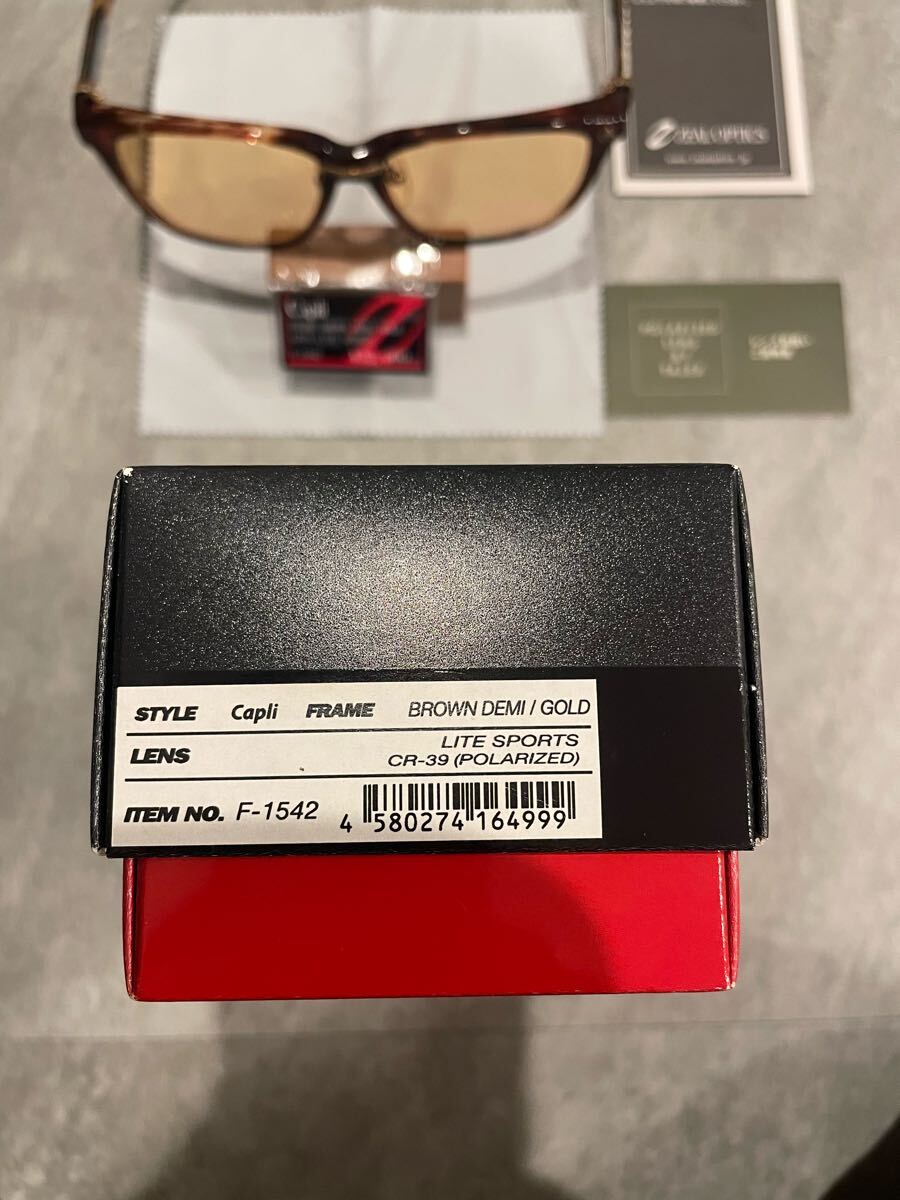 ZEAL OPTICS
Capli
STYLE Capli FRAME BROWN DEMI / GOLD
LENS LITE SPORTS
CR-39 (POLARIZED)
ITEM NO. F-1542 4 580274 164999